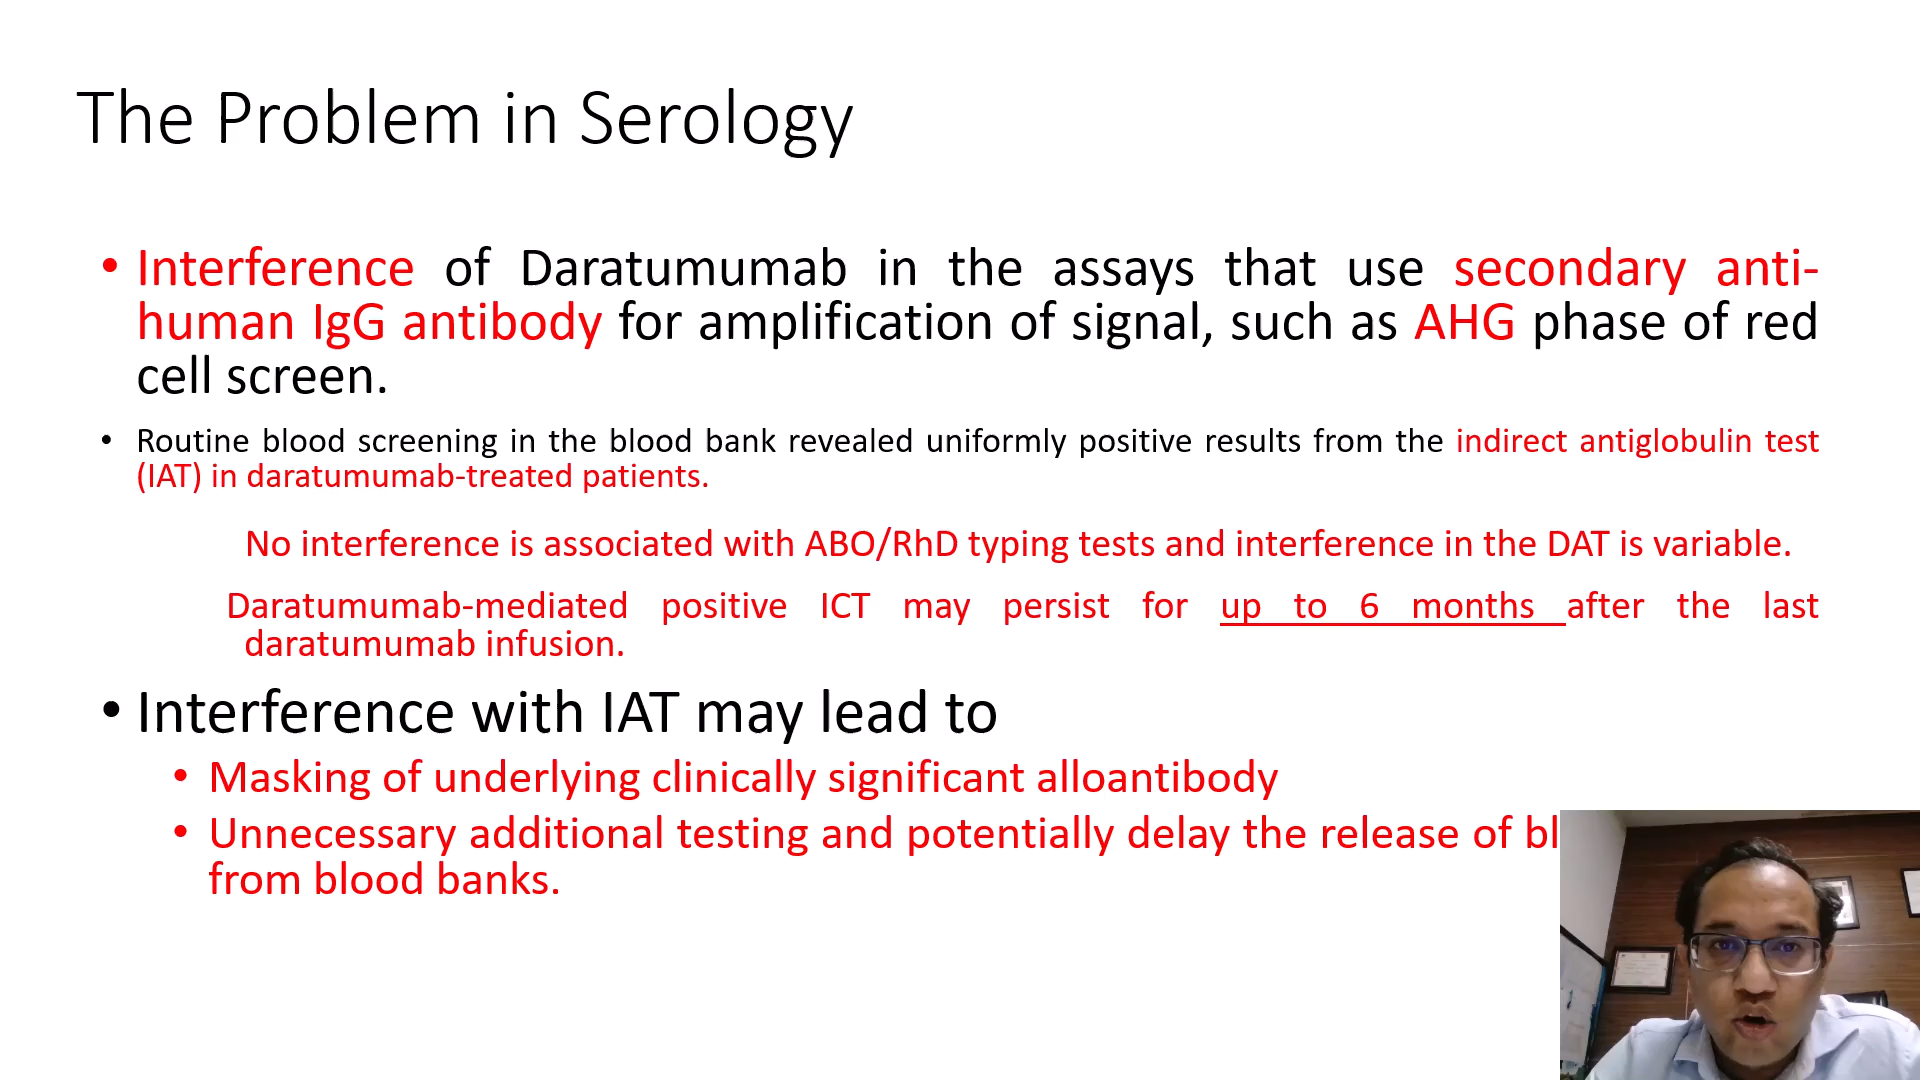 The Problem in Serology
• Interference of Daratumumab in the assays that use secondary anti-
human IgG antibody for amplification of signal, such as AHG phase of red
cell screen.
• Routine blood screening in the blood bank revealed uniformly positive results from the indirect antiglobulin test
(IAT) in daratumumab-treated patients.
No interference is associated with ABO/RhD typing tests and interference in the DAT is variable.
Daratumumab-mediated positive ICT may persist for up to 6 months after the last
daratumumab infusion.
• Interference with IAT may lead to
• Masking of underlying clinically significant alloantibody
• Unnecessary additional testing and potentially delay the release of bl
from blood banks.